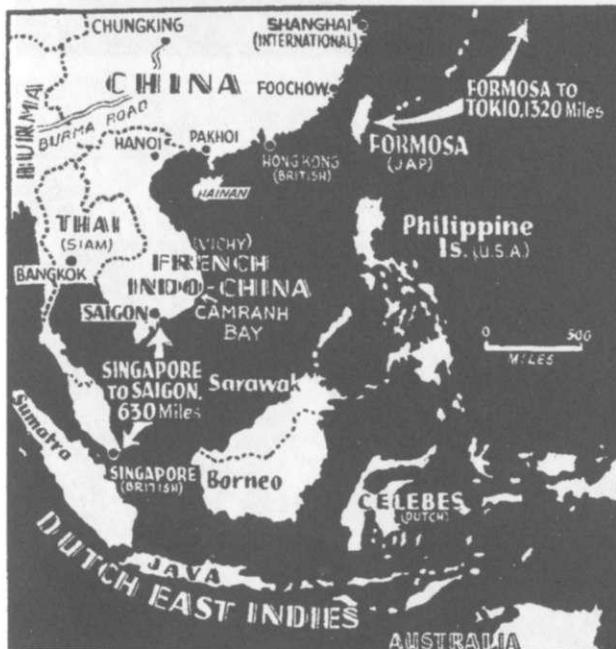 CHUNGKING
SHANGHAI
(INTERNATIONAL)
CHINA
FOOCHOW
BURMA
BURMA ROAD
FORMOSA TO
TOKIO, 1320 Miles
HANOI
PAKHOI
HONG KONG
(BRITISH)
FORMOSA
(JAP)
HAINAN
THAI
(SIAM)
BANGKOK
(VICHY)
FRENCH
INDO-CHINA
Philippine
Is. (U.S.A)
SAIGON
CAMRANH
BAY
0 500
MILES
SINGAPORE
TO SAIGON,
630 Miles
Sarawak
Sumatra
SINGAPORE
(BRITISH)
Borneo
CELEBES
(DUTCH)
JAVA
DUTCH EAST INDIES
AUSTRALIA